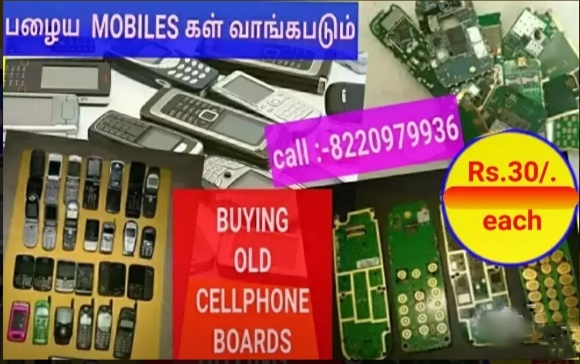 பழைய MOBILES கள் வாங்கபடும்
call :-8220979936
Rs.30/.
each
BUYING
OLD
CELLPHONE
BOARDS